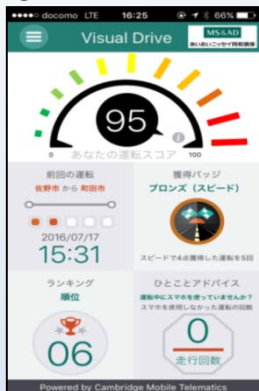 docomo LTE 16:25 66%
Visual Drive
MS&AD
あいおいニッセイ同和損保
95
0 あなたの運転スコア 100
前回の運転
佐野市 から 町田市
2016/07/17
15:31
獲得バッジ
ブロンズ（スピード）
スピードで4点獲得した運転を5回
ランキング
順位
06
ひとことアドバイス
運転中にスマホを使っていませんか？
スマホを使用しなかった運転の回数
0
走行回数
Powered by Cambridge Mobile Telematics